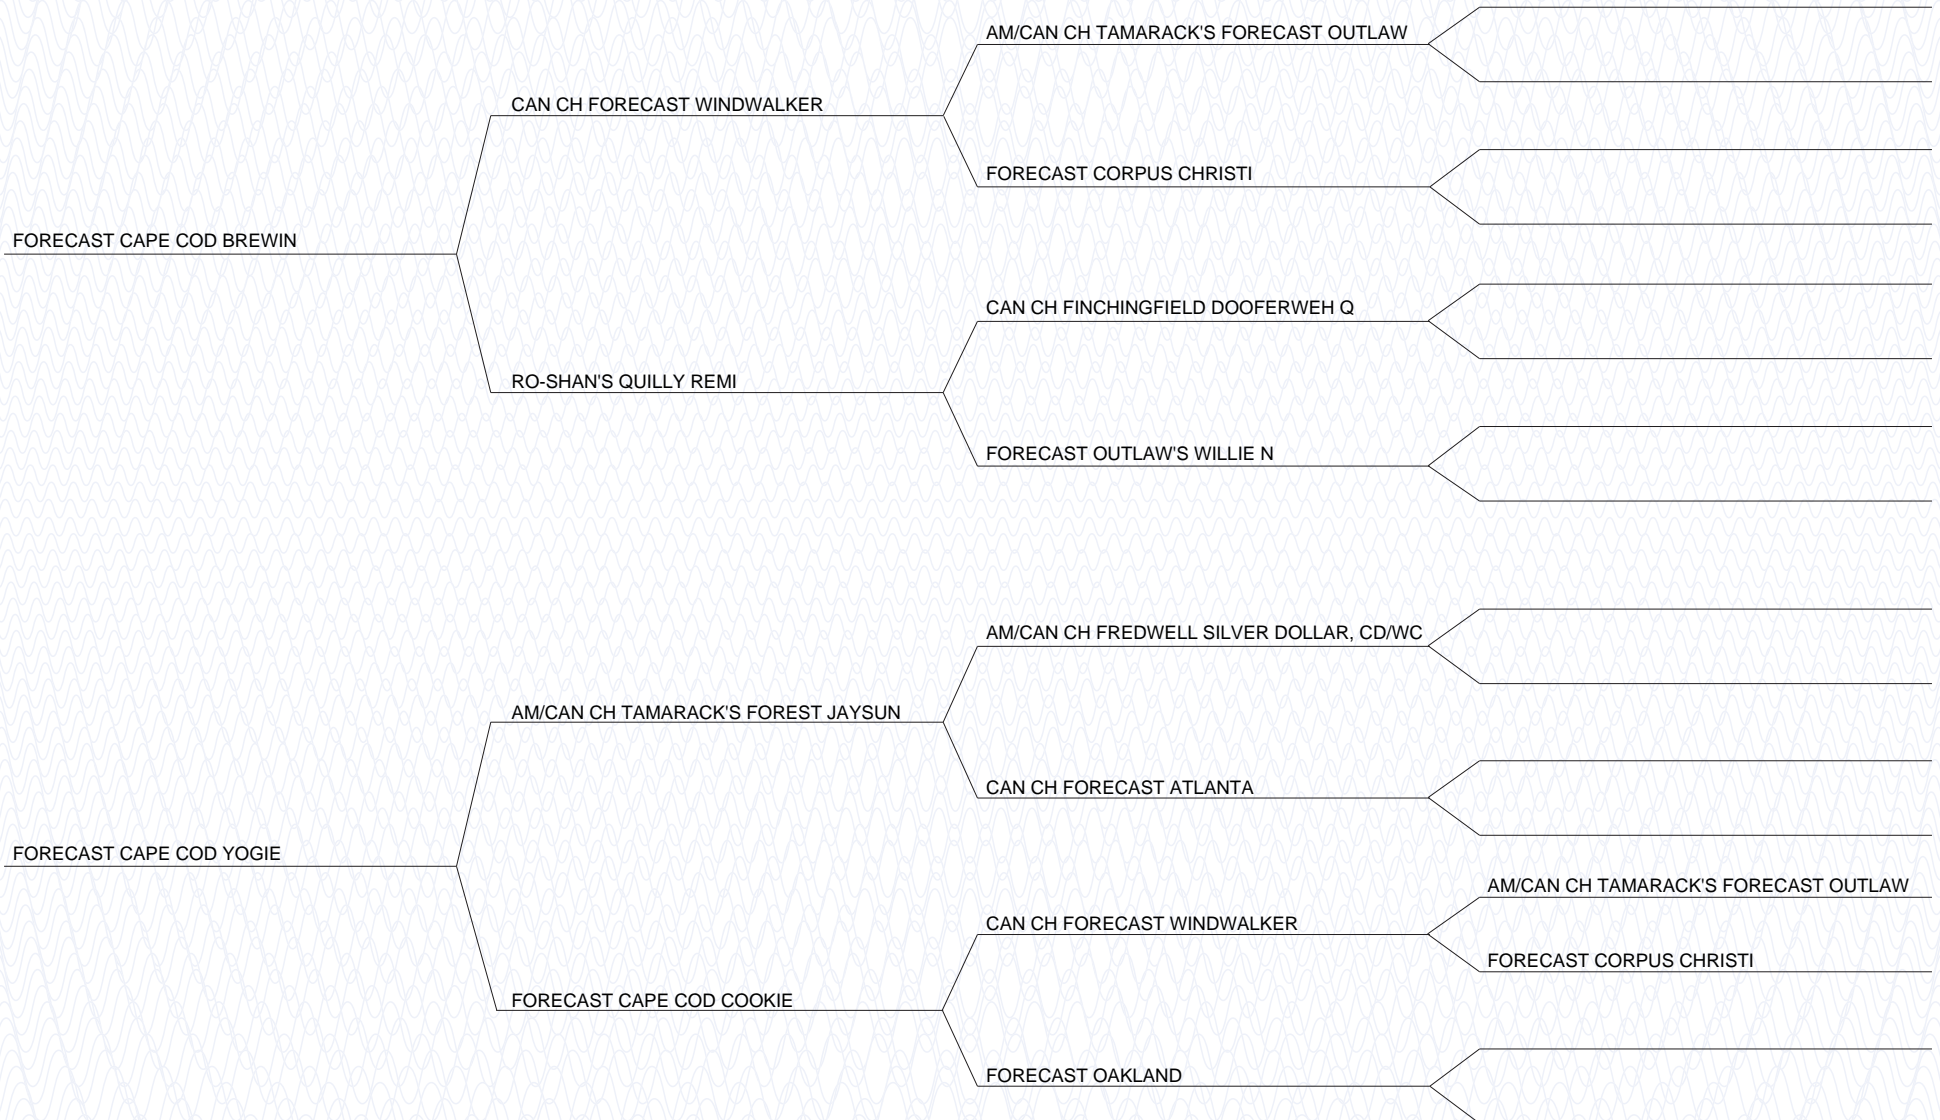 AM/CAN CH TAMARACK'S FORECAST OUTLAW
CAN CH FORECAST WINDWALKER
FORECAST CORPUS CHRISTI
FORECAST CAPE COD BREWIN
CAN CH FINCHINGFIELD DOOFERWEH Q
RO-SHAN'S QUILLY REMI
FORECAST OUTLAW'S WILLIE N
AM/CAN CH FREDWELL SILVER DOLLAR, CD/WC
AM/CAN CH TAMARACK'S FOREST JAYSUN
CAN CH FORECAST ATLANTA
FORECAST CAPE COD YOGIE
AM/CAN CH TAMARACK'S FORECAST OUTLAW
CAN CH FORECAST WINDWALKER
FORECAST CORPUS CHRISTI
FORECAST CAPE COD COOKIE
FORECAST OAKLAND